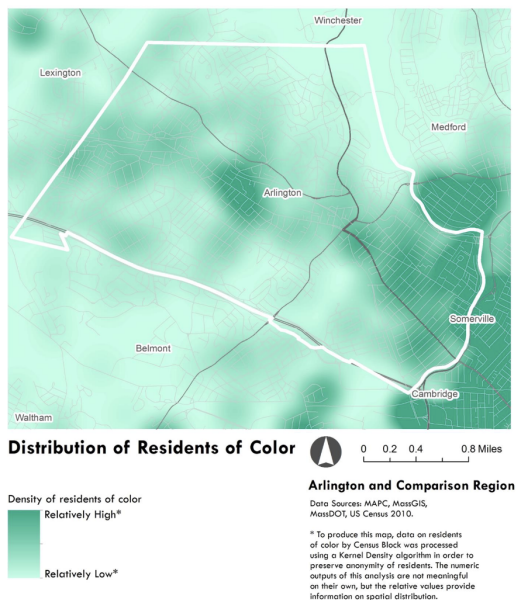 Winchester
Lexington
Medford
Arlington
Somerville
Belmont
Cambridge
Waltham
Distribution of Residents of Color
0 0.2 0.4 0.8 Miles
Arlington and Comparison Region
Density of residents of color
Relatively High*
Relatively Low*
Data Sources: MAPC, MassGIS,
MassDOT, US Census 2010.
* To produce this map, data on residents
of color by Census Block was processed
using a Kernel Density algorithm in order to
preserve anonymity of residents. The numeric
outputs of this analysis are not meaningful
on their own, but the relative values provide
information on spatial distribution.